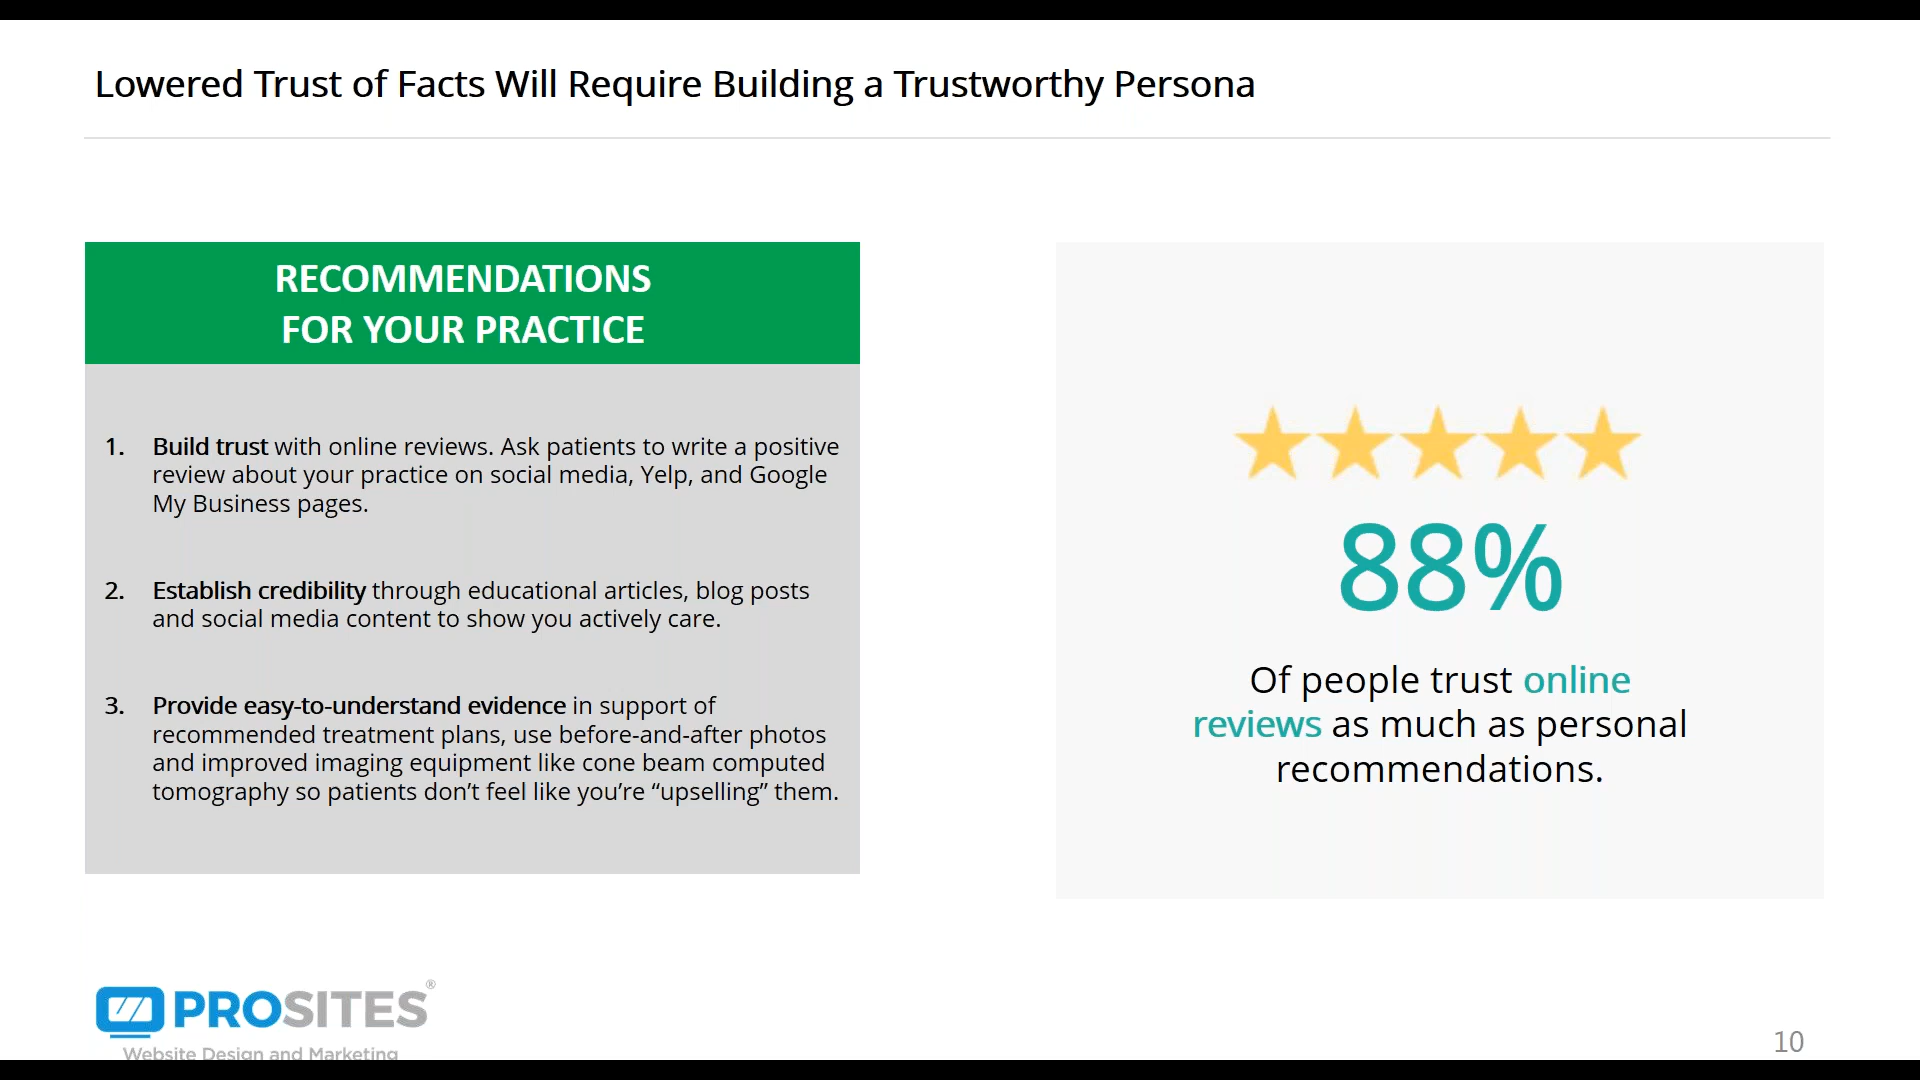 Lowered Trust of Facts Will Require Building a Trustworthy Persona
RECOMMENDATIONS
FOR YOUR PRACTICE
1. Build trust with online reviews. Ask patients to write a positive
review about your practice on social media, Yelp, and Google
My Business pages.
2. Establish credibility through educational articles, blog posts
and social media content to show you actively care.
3. Provide easy-to-understand evidence in support of
recommended treatment plans, use before-and-after photos
and improved imaging equipment like cone beam computed
tomography so patients don’t feel like you’re “upselling” them.
88%
Of people trust online
reviews as much as personal
recommendations.
PROSITES®
Website Design and Marketing
10